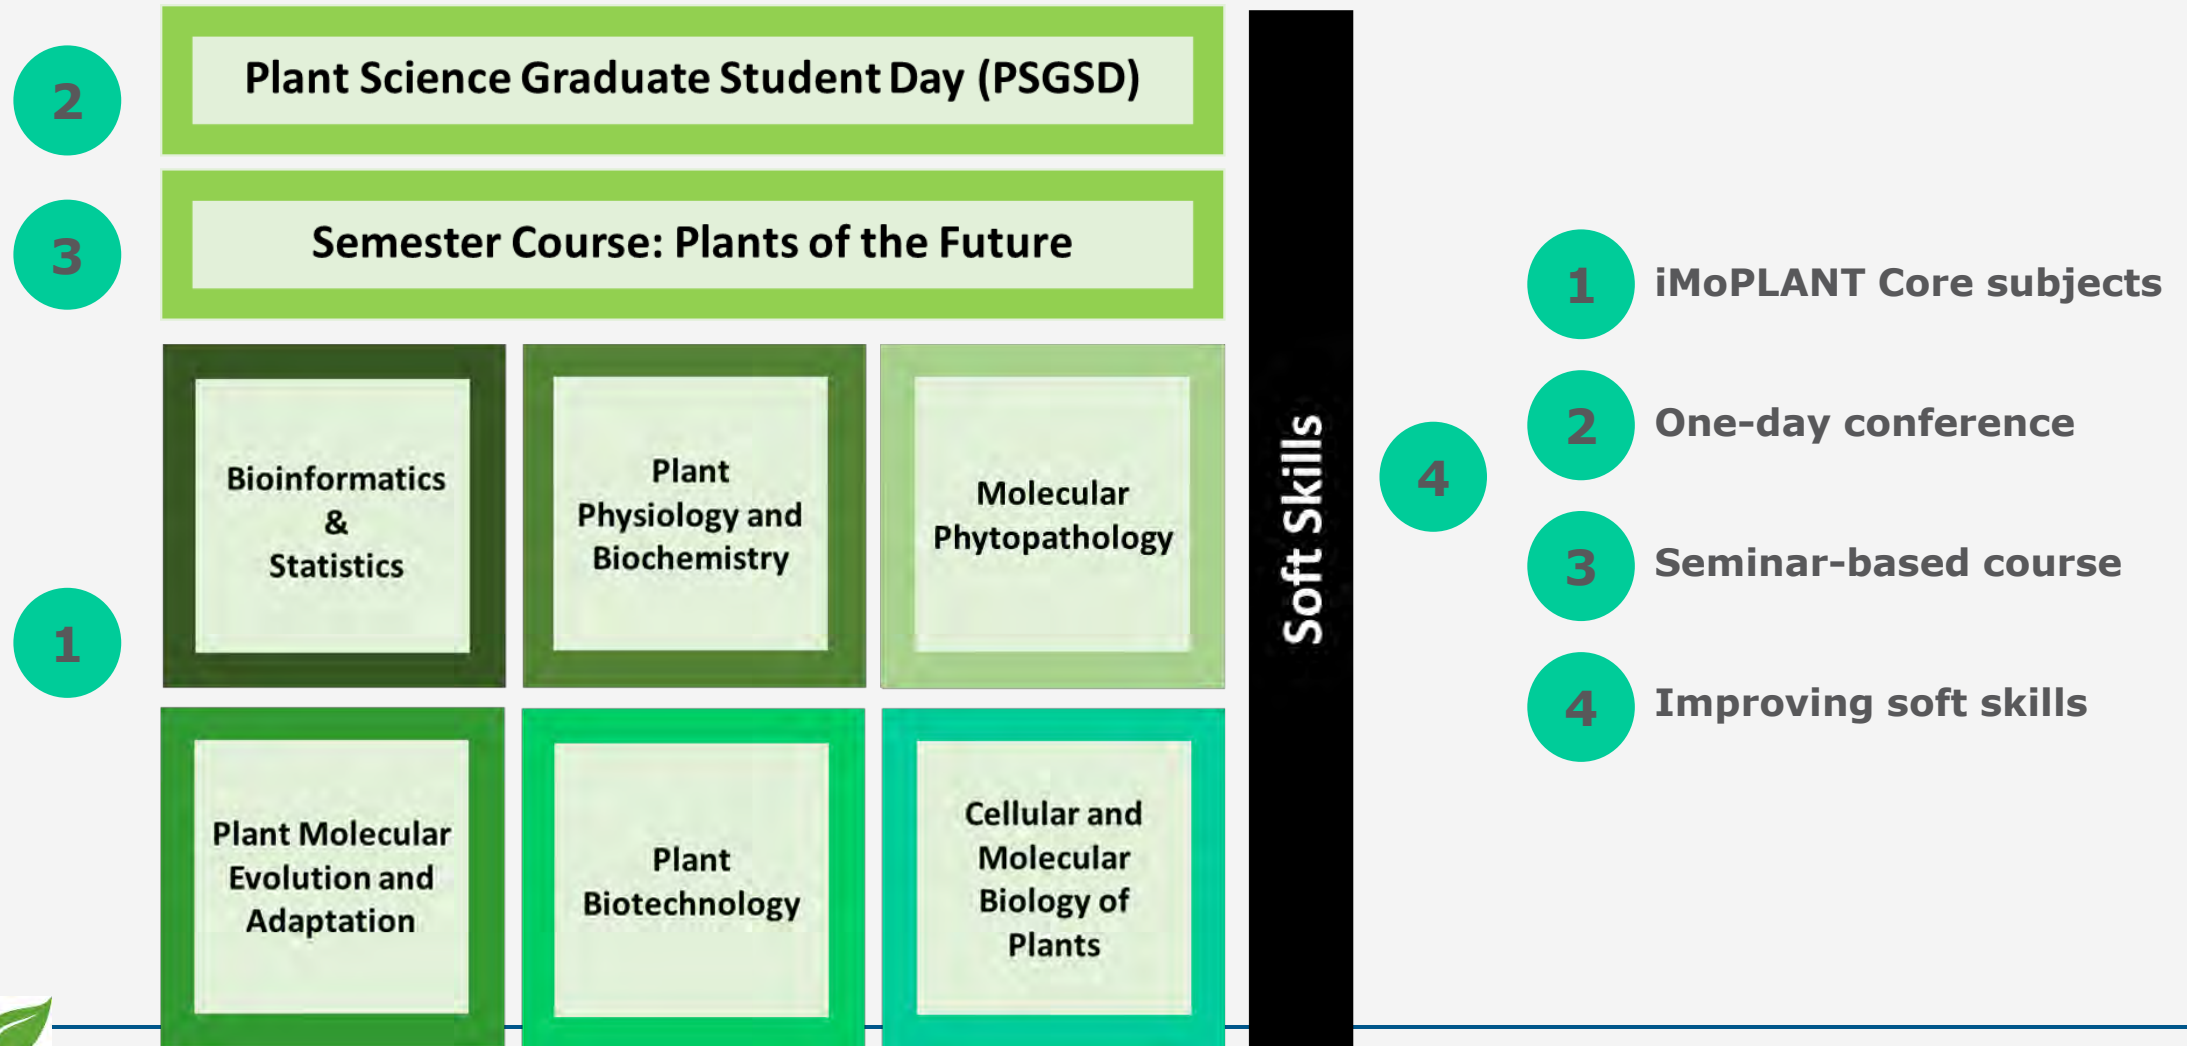 2
Plant Science Graduate Student Day (PSGSD)
3
Semester Course: Plants of the Future
1
Bioinformatics
&
Statistics
Plant
Physiology and
Biochemistry
Molecular
Phytopathology
Plant Molecular
Evolution and
Adaptation
Plant
Biotechnology
Cellular and
Molecular
Biology of
Plants
Soft Skills
4
1 iMoPLANT Core subjects
2 One-day conference
3 Seminar-based course
4 Improving soft skills